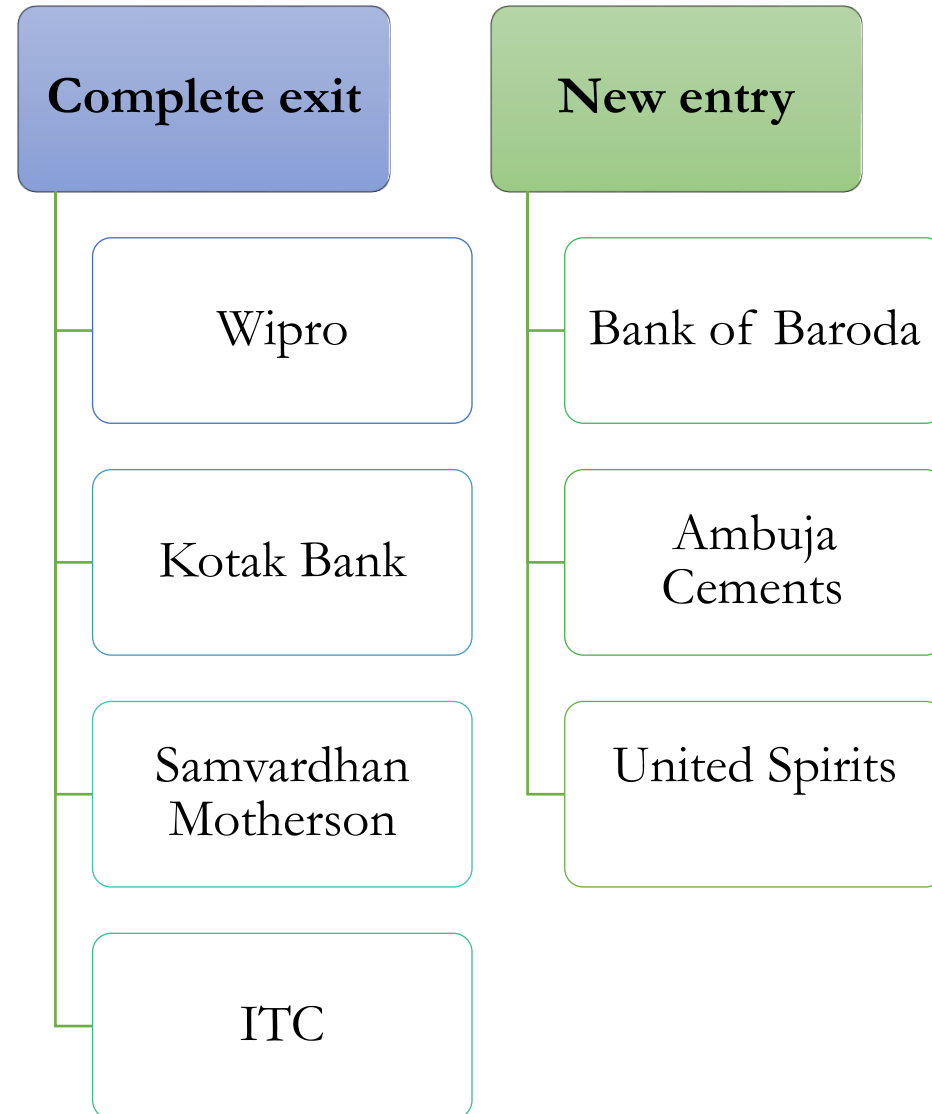 Complete exit
Wipro
Kotak Bank
Samvardhan
Motherson
ITC
New entry
Bank of Baroda
Ambuja
Cements
United Spirits